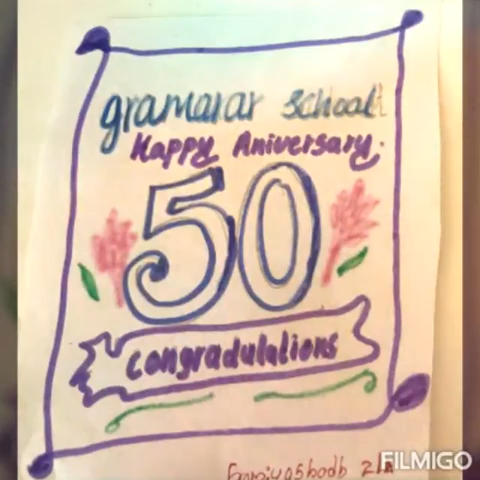 gramarar school
Happy Aniversary.
50
congradulations
FILMIGO